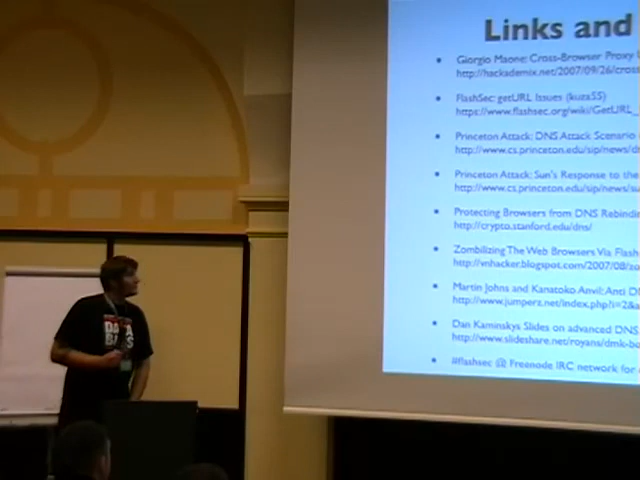 Links and
Giorgio Maone: Cross-Browser Proxy
http://hackademix.net/2007/09/26/cross
FlashSec: getURL Issues (kuza55)
https://www.flashsec.org/wiki/GetURL_
Princeton Attack: DNS Attack Scenario
http://www.cs.princeton.edu/sip/news/d
Princeton Attack: Sun's Response to the
http://www.cs.princeton.edu/sip/news/su
Protecting Browsers from DNS Rebindin
http://crypto.stanford.edu/dns/
Zombilizing The Web Browsers Via Flash
http://vnhacker.blogspot.com/2007/08/zo
Martin Johns and Kanatoko Anvil: Anti D
http://www.jumperz.net/index.php?i=2&a
Dan Kaminskys Slides on advanced DNS
http://www.slideshare.net/royans/dmk-bo
#flashsec @ Freenode IRC network for